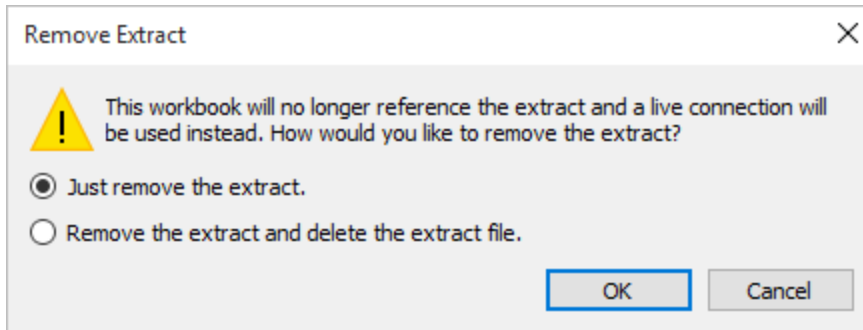 Remove Extract
This workbook will no longer reference the extract and a live connection will
be used instead. How would you like to remove the extract?
Just remove the extract.
Remove the extract and delete the extract file.
OK Cancel